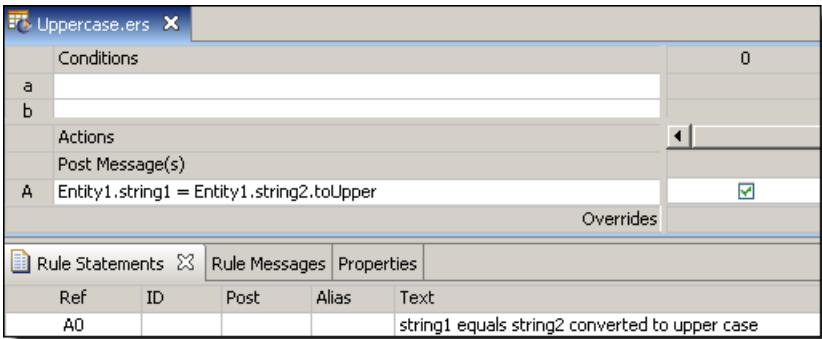 Uppercase.ers
Conditions 0
a
b
Actions
Post Message(s)
A Entity1.string1 = Entity1.string2.toUpper
Overrides
Rule Statements Rule Messages Properties
Ref ID Post Alias Text
A0 string1 equals string2 converted to upper case